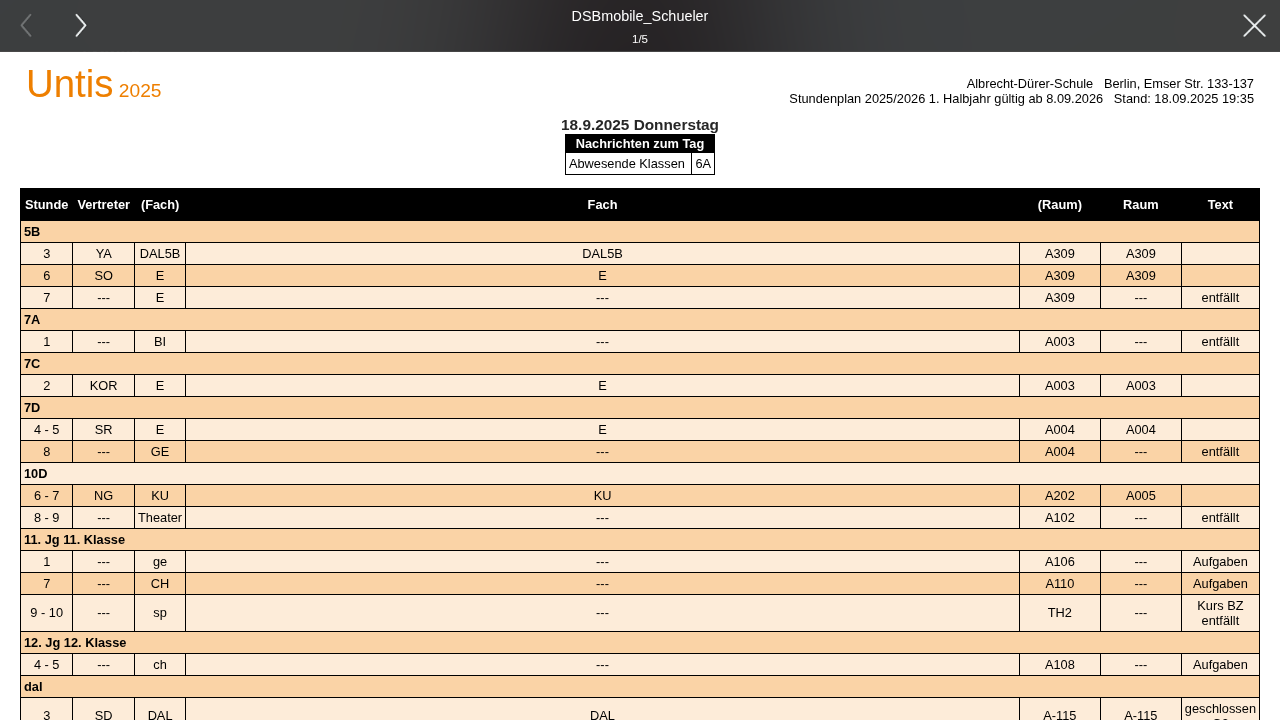 DSBmobile_Schueler
1/5
Untis 2025
Albrecht-Dürer-Schule Berlin, Emser Str. 133-137
Stundenplan 2025/2026 1. Halbjahr gültig ab 8.09.2026 Stand: 18.09.2025 19:35
18.9.2025 Donnerstag
Nachrichten zum Tag
Abwesende Klassen 6A
Stunde Vertreter (Fach) Fach (Raum) Raum Text
5B
3 YA DAL5B DAL5B A309 A309
6 SO E E A309 A309
7 --- E --- A309 --- entfällt
7A
1 --- BI --- A003 --- entfällt
7C
2 KOR E E A003 A003
7D
4 - 5 SR E E A004 A004
8 --- GE --- A004 --- entfällt
10D
6 - 7 NG KU KU A202 A005
8 - 9 --- Theater --- A102 --- entfällt
11. Jg 11. Klasse
1 --- ge --- A106 --- Aufgaben
7 --- CH --- A110 --- Aufgaben
9 - 10 --- sp --- TH2 --- Kurs BZ
entfällt
12. Jg 12. Klasse
4 - 5 --- ch --- A108 --- Aufgaben
dal
3 SD DAL DAL A-115 A-115 geschlossen